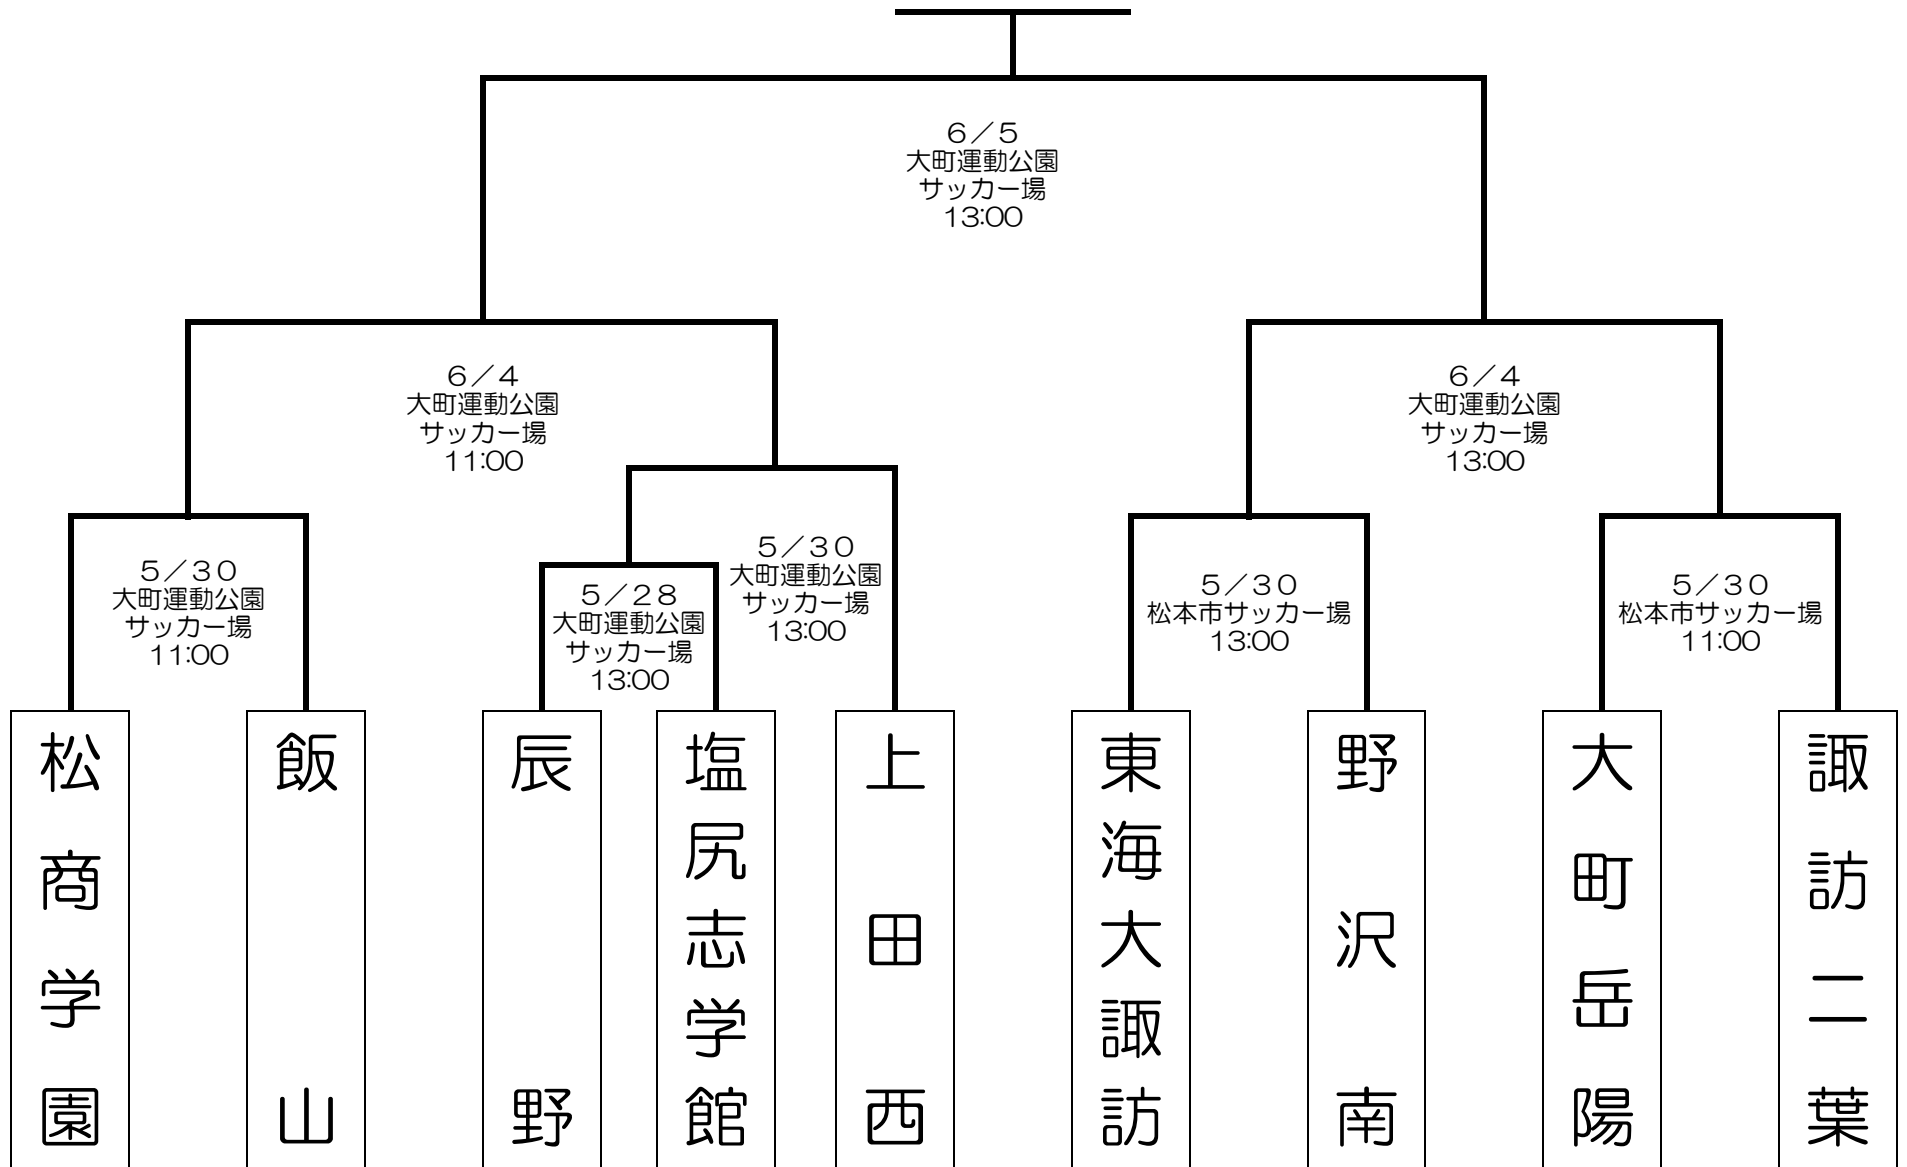 ６／５
大町運動公園
サッカー場
13:00
６／４
大町運動公園
サッカー場
11:00
６／４
大町運動公園
サッカー場
13:00
５／３０
大町運動公園
サッカー場
11:00
５／２８
大町運動公園
サッカー場
13:00
５／３０
大町運動公園
サッカー場
13:00
５／３０
松本市サッカー場
13:00
５／３０
松本市サッカー場
11:00
松商学園
飯山
辰野
塩尻志学館
上田西
東海大諏訪
野沢南
大町岳陽
諏訪二葉